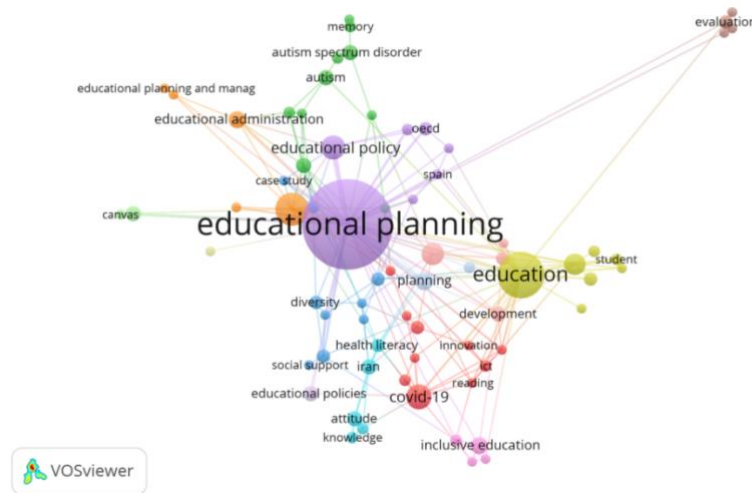 evaluation
memory
autism spectrum disorder
autism
educational planning and manag
educational administration
oecd
educational policy
case study
spain
canvas
educational planning
student
education
planning
diversity
development
health literacy
innovation
social support
iran
ict
reading
educational policies
covid-19
attitude
knowledge
inclusive education
VOSviewer